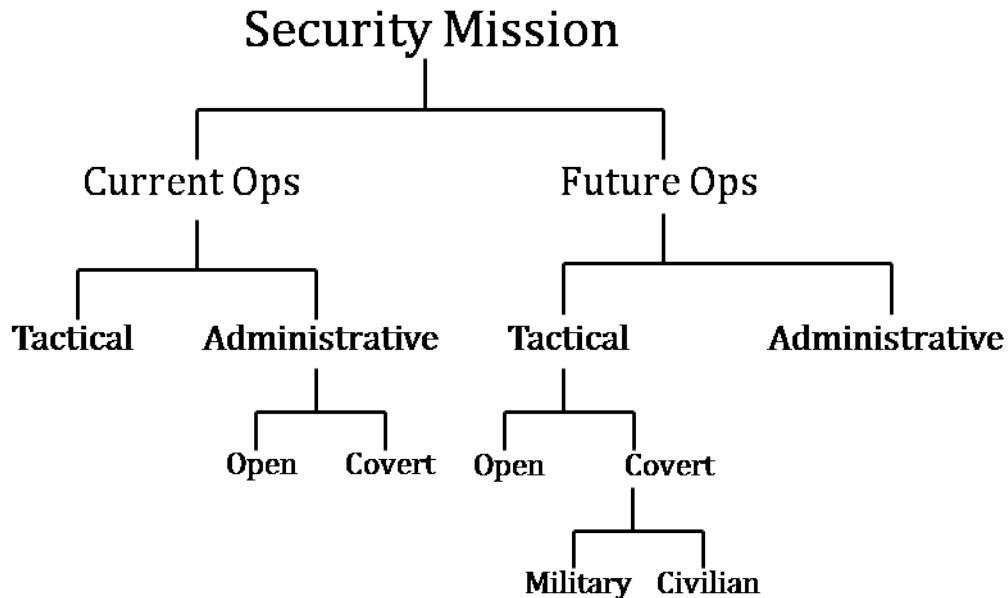 Security Mission
Current Ops Future Ops
Tactical Administrative Tactical Administrative
Open Covert Open Covert
Military Civilian